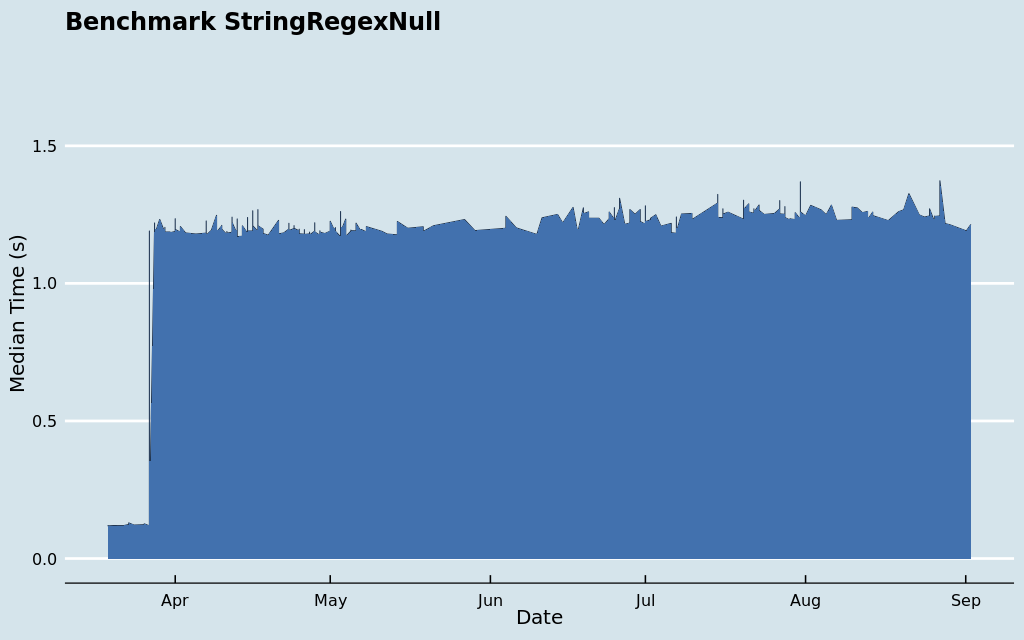 Benchmark StringRegexNull
1.5
1.0
0.5
0.0
Median Time (s)
Apr
May
Jun
Jul
Aug
Sep
Date